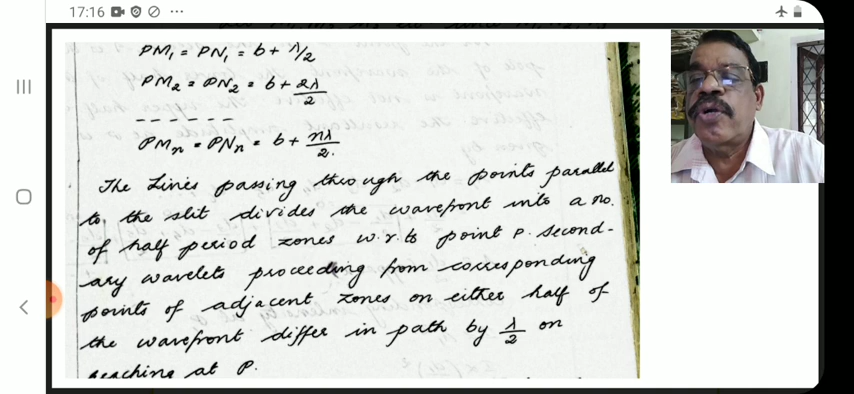 17:16
PM₁ = PN₁ = b + λ/2
PM₂ = PN₂ = b + 2λ/2
PMₙ = PNₙ = b + nλ/2.
The Lines passing through the points parallel
to the slit divides the wavefront into a no.
of half period zones w.r.to point P. Second-
ary wavelets proceeding from corresponding
points of adjacent zones on either half of
the wavefront differ in path by λ/2 on
reaching at P.